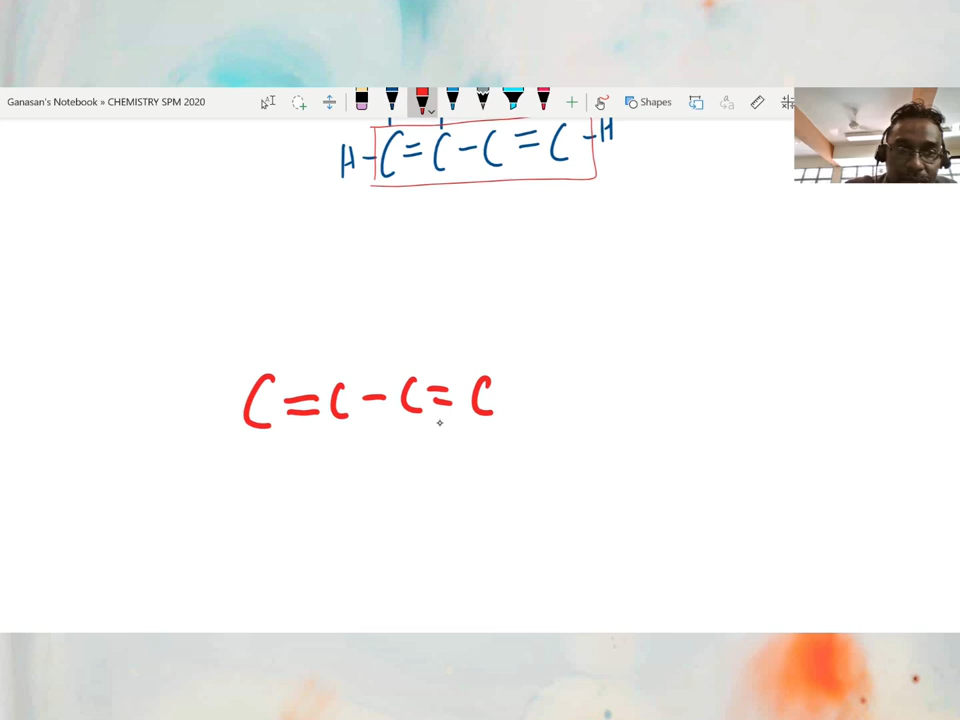 Ganasan's Notebook » CHEMISTRY SPM 2020
Shapes
H-C=C-C=C-H
C=C-C=C